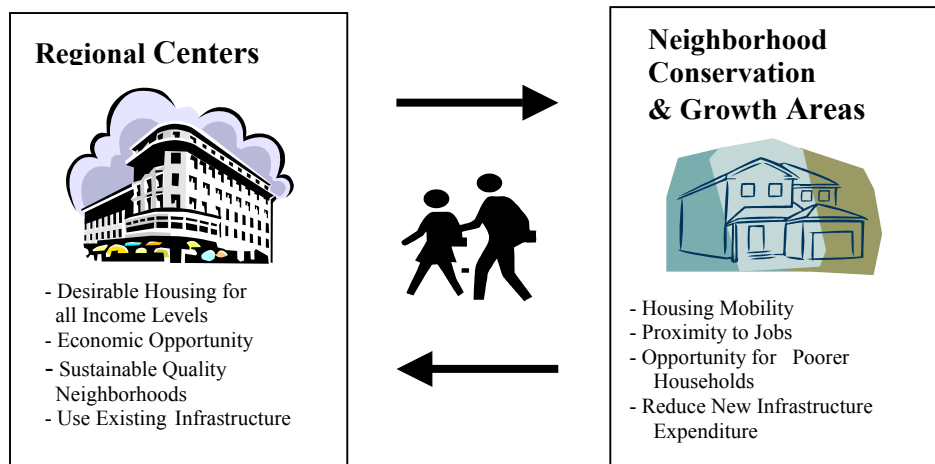 Regional Centers
- Desirable Housing for
all Income Levels
- Economic Opportunity
- Sustainable Quality
Neighborhoods
- Use Existing Infrastructure
Neighborhood
Conservation
& Growth Areas
- Housing Mobility
- Proximity to Jobs
- Opportunity for Poorer
Households
- Reduce New Infrastructure
Expenditure